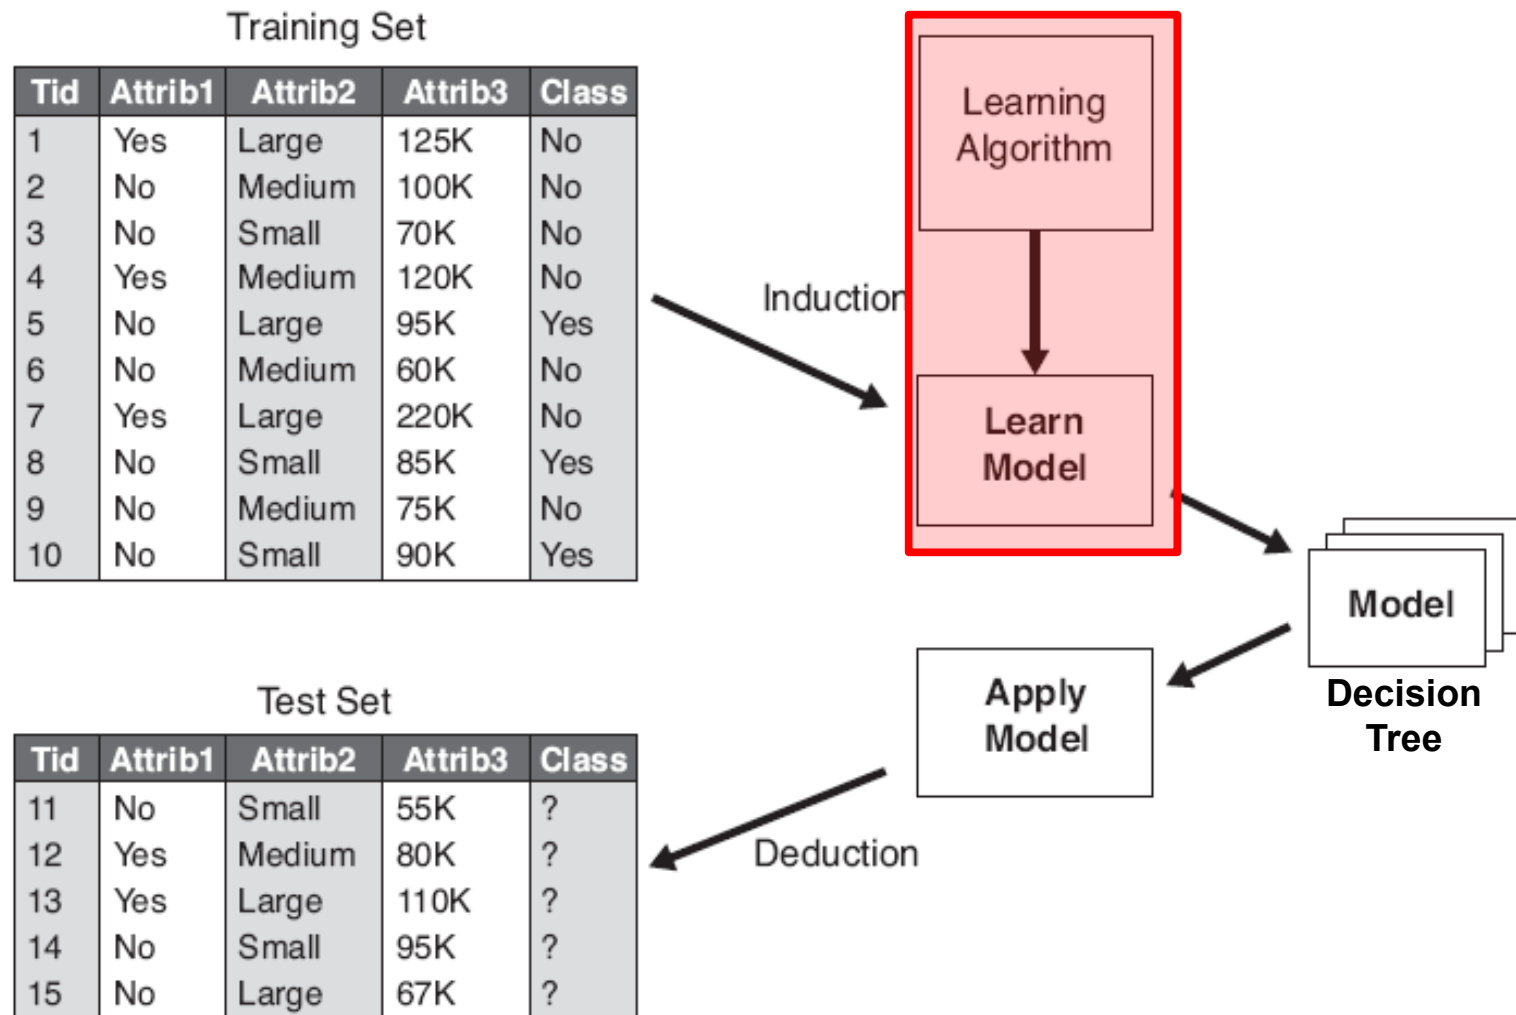 Training Set
Tid Attrib1 Attrib2 Attrib3 Class
1 Yes Large 125K No
2 No Medium 100K No
3 No Small 70K No
4 Yes Medium 120K No
5 No Large 95K Yes
6 No Medium 60K No
7 Yes Large 220K No
8 No Small 85K Yes
9 No Medium 75K No
10 No Small 90K Yes
Induction
Learning
Algorithm
Learn
Model
Model
Decision
Tree
Apply
Model
Deduction
Test Set
Tid Attrib1 Attrib2 Attrib3 Class
11 No Small 55K ?
12 Yes Medium 80K ?
13 Yes Large 110K ?
14 No Small 95K ?
15 No Large 67K ?